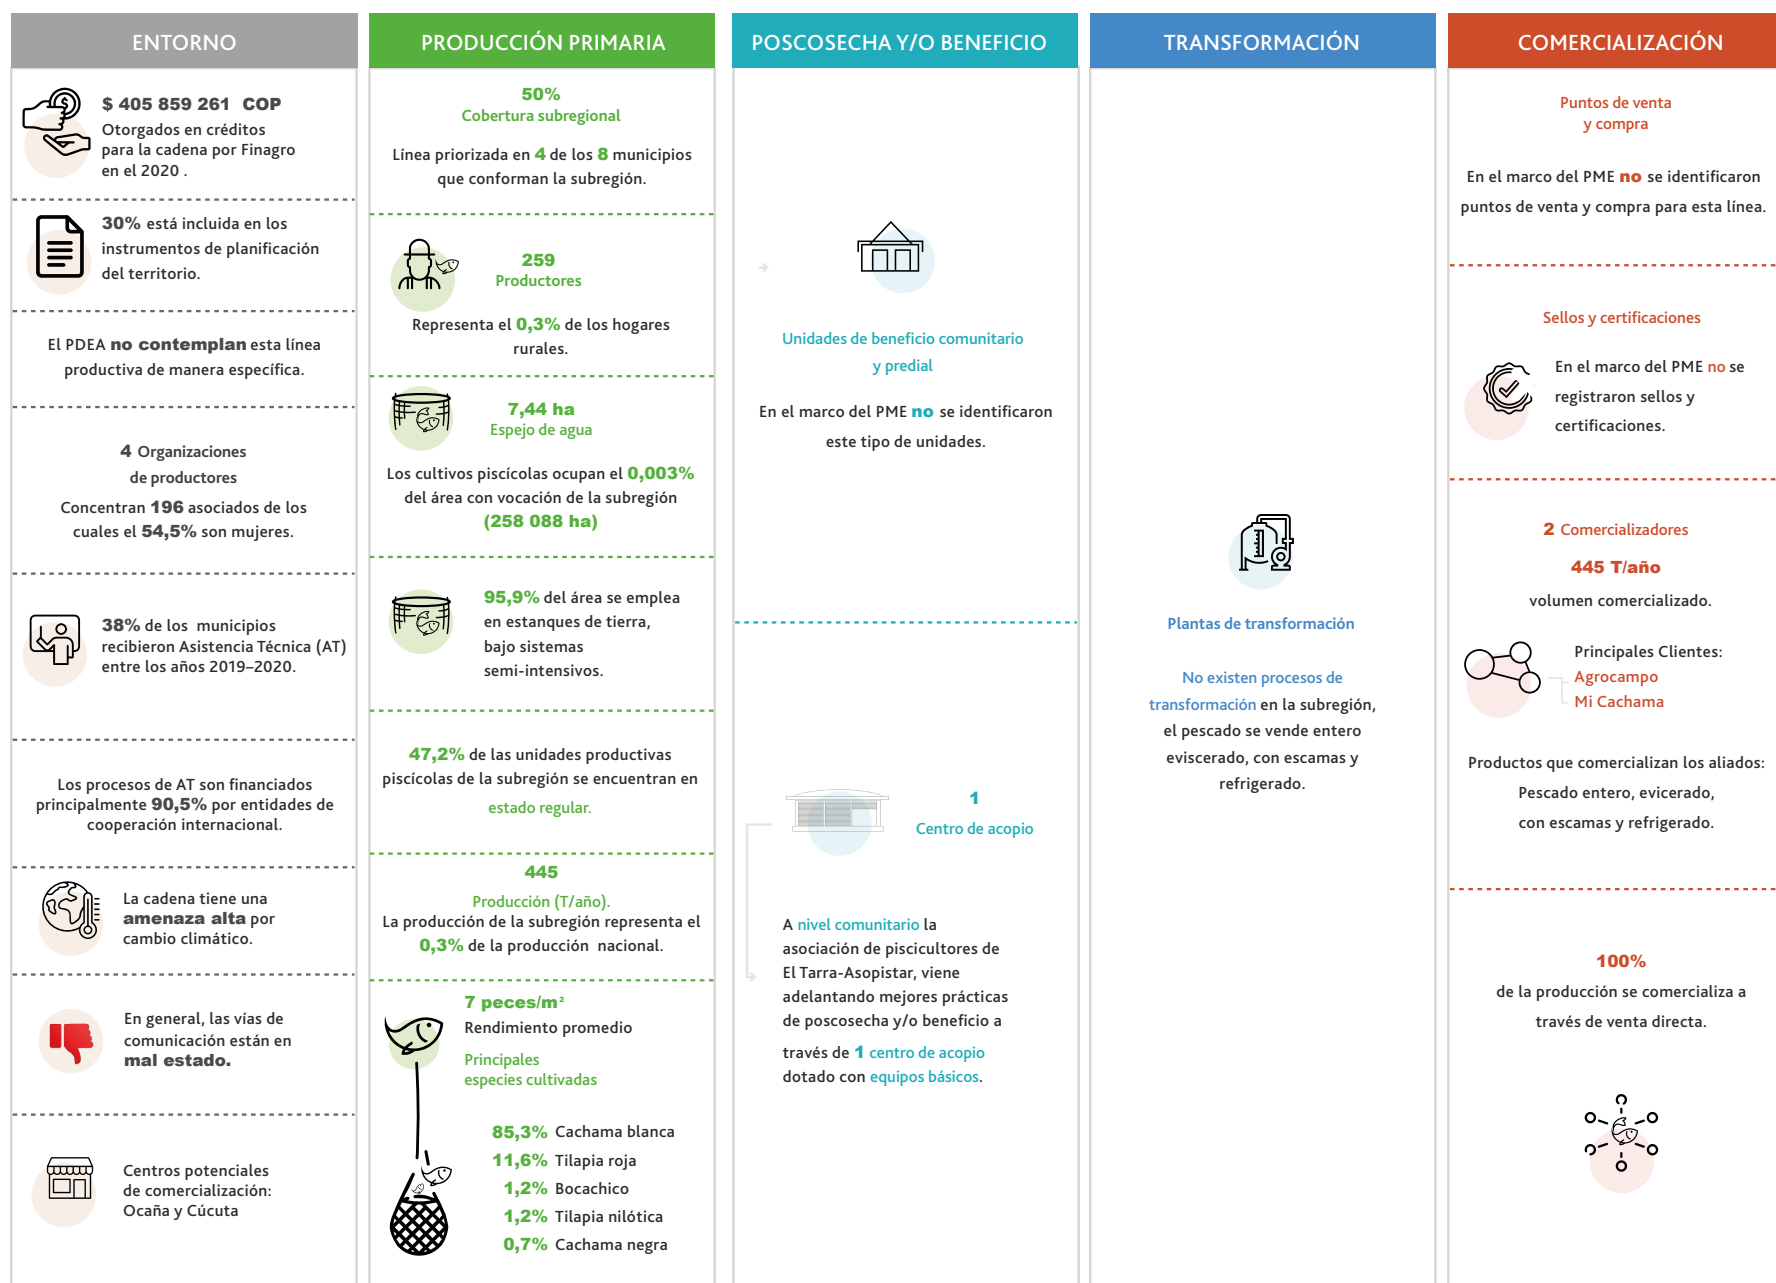 ENTORNO
$ 405 859 261 COP
Otorgados en créditos
para la cadena por Finagro
en el 2020 .
30% está incluida en los
instrumentos de planificación
del territorio.
El PDEA no contemplan esta línea
productiva de manera específica.
4 Organizaciones
de productores
Concentran 196 asociados de los
cuales el 54,5% son mujeres.
38% de los municipios
recibieron Asistencia Técnica (AT)
entre los años 2019–2020.
Los procesos de AT son financiados
principalmente 90,5% por entidades de
cooperación internacional.
La cadena tiene una
amenaza alta por
cambio climático.
En general, las vías de
comunicación están en
mal estado.
Centros potenciales
de comercialización:
Ocaña y Cúcuta
PRODUCCIÓN PRIMARIA
50%
Cobertura subregional
Línea priorizada en 4 de los 8 municipios
que conforman la subregión.
259
Productores
Representa el 0,3% de los hogares
rurales.
7,44 ha
Espejo de agua
Los cultivos piscícolas ocupan el 0,003%
del área con vocación de la subregión
(258 088 ha)
95,9% del área se emplea
en estanques de tierra,
bajo sistemas
semi-intensivos.
47,2% de las unidades productivas
piscícolas de la subregión se encuentran en
estado regular.
445
Producción (T/año).
La producción de la subregión representa el
0,3% de la producción nacional.
7 peces/m²
Rendimiento promedio
Principales
especies cultivadas
85,3% Cachama blanca
11,6% Tilapia roja
1,2% Bocachico
1,2% Tilapia nilótica
0,7% Cachama negra
POSCOSECHA Y/O BENEFICIO
Unidades de beneficio comunitario
y predial
En el marco del PME no se identificaron
este tipo de unidades.
1
Centro de acopio
A nivel comunitario la
asociación de piscicultores de
El Tarra-Asopistar, viene
adelantando mejores prácticas
de poscosecha y/o beneficio a
través de 1 centro de acopio
dotado con equipos básicos.
TRANSFORMACIÓN
Plantas de transformación
No existen procesos de
transformación en la subregión,
el pescado se vende entero
eviscerado, con escamas y
refrigerado.
COMERCIALIZACIÓN
Puntos de venta
y compra
En el marco del PME no se identificaron
puntos de venta y compra para esta línea.
Sellos y certificaciones
En el marco del PME no se
registraron sellos y
certificaciones.
2 Comercializadores
445 T/año
volumen comercializado.
Principales Clientes:
Agrocampo
Mi Cachama
Productos que comercializan los aliados:
Pescado entero, evicerado,
con escamas y refrigerado.
100%
de la producción se comercializa a
través de venta directa.